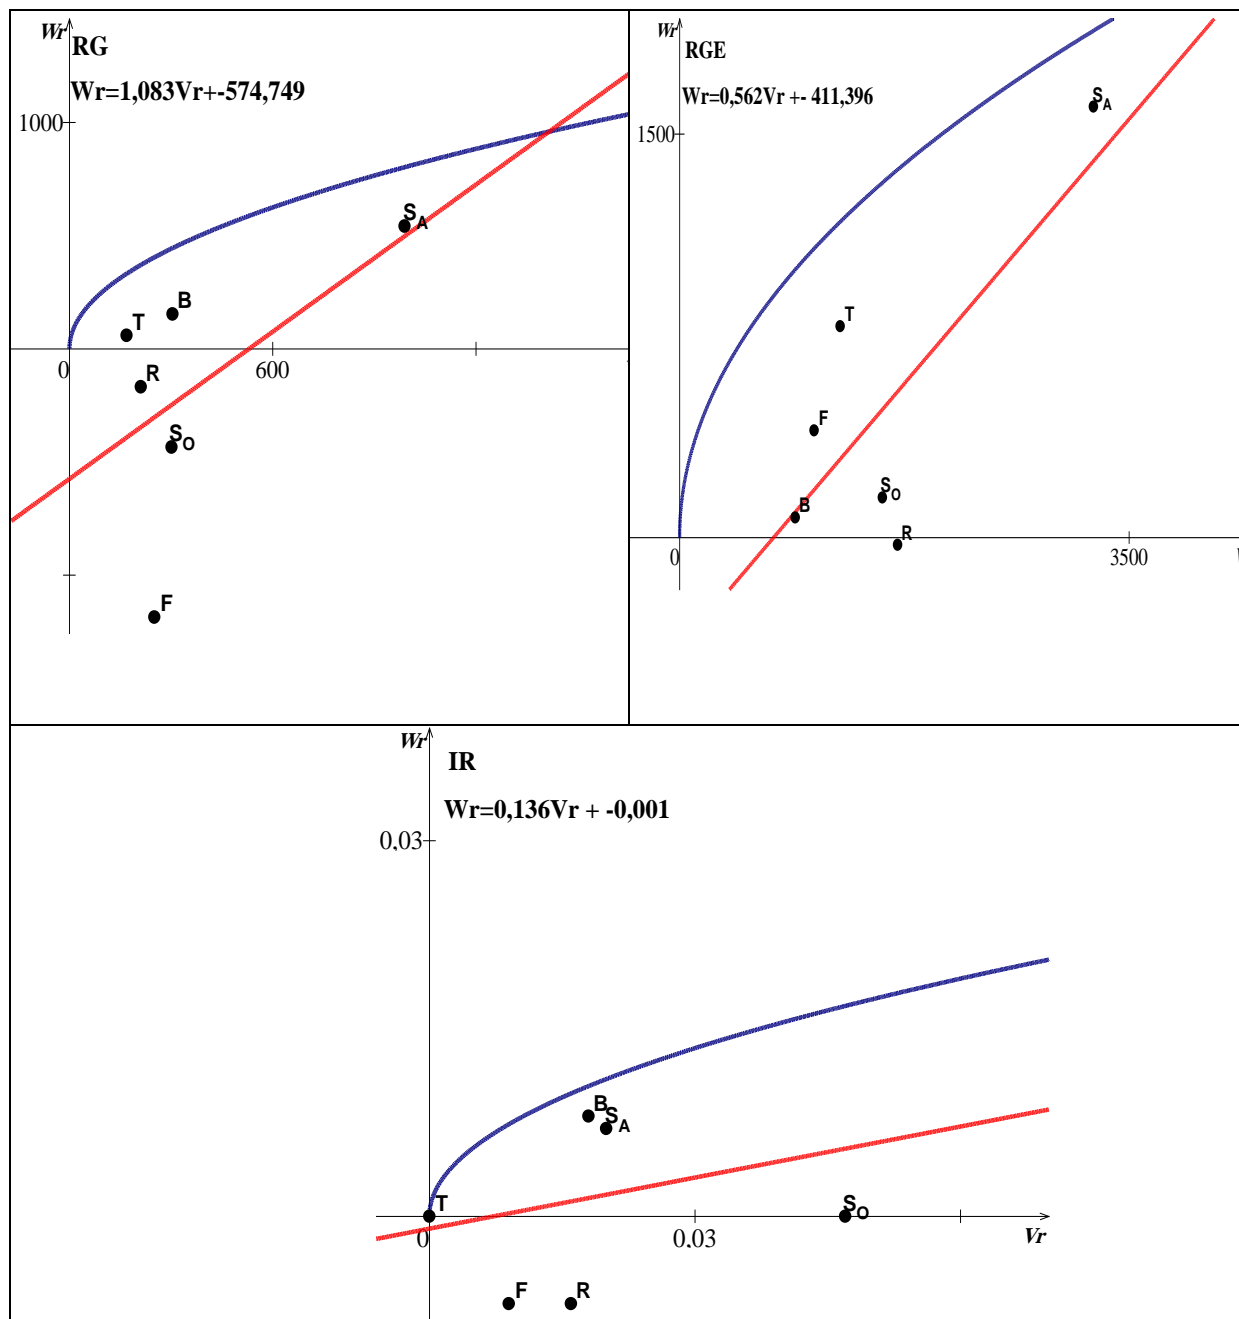 Wr
RG
Wr=1,083Vr+-574,749
1000
S A
B
T
0
600
R
S O
F
Wr
RGE
Wr=0,562Vr +- 411,396
S A
1500
T
F
S O
B
R
0
3500
Wr
IR
Wr=0,136Vr + -0,001
0,03
B
S A
T
S O
0
0,03
Vr
F
R